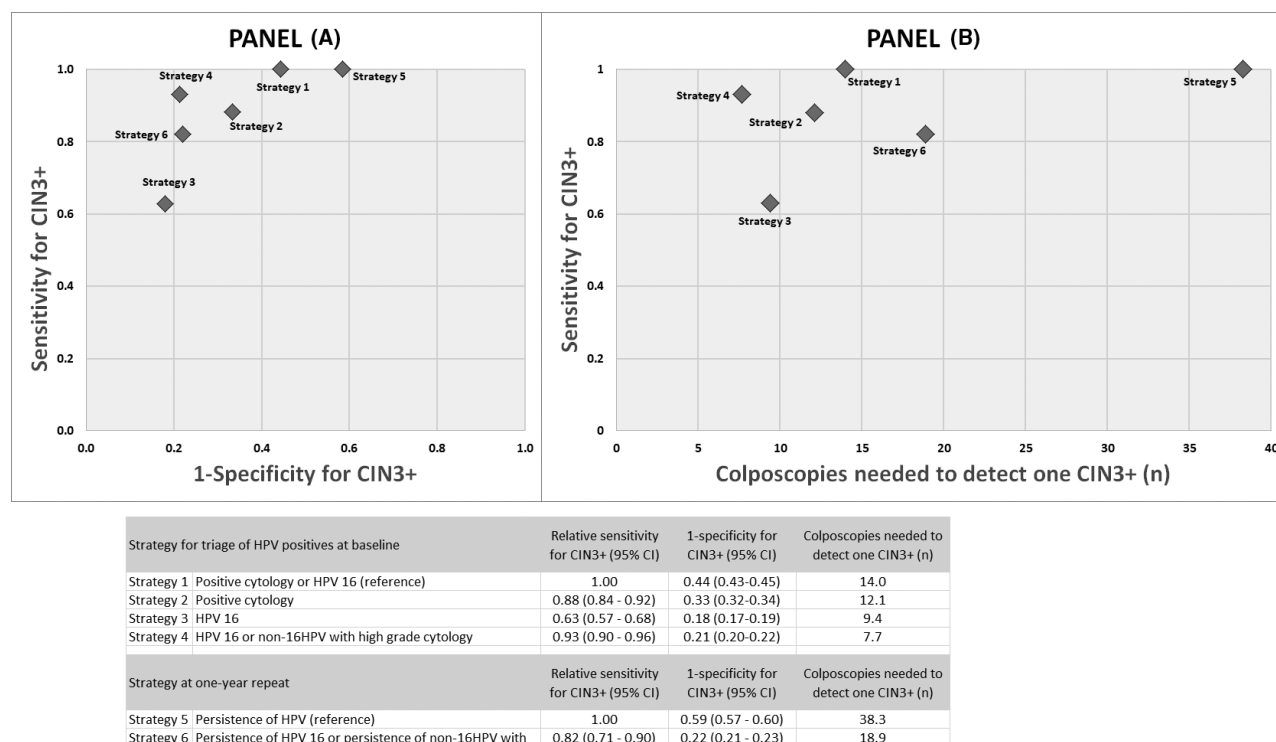 PANEL (A)
Sensitivity for CIN3+
1.0
0.8
0.6
0.4
0.2
0.0
Strategy 4
Strategy 1
Strategy 5
Strategy 2
Strategy 6
Strategy 3
0.0 0.2 0.4 0.6 0.8 1.0
1-Specificity for CIN3+
PANEL (B)
Sensitivity for CIN3+
1
0.8
0.6
0.4
0.2
0
Strategy 1
Strategy 5
Strategy 4
Strategy 2
Strategy 6
Strategy 3
0 5 10 15 20 25 30 35 40
Colposcopies needed to detect one CIN3+ (n)
Strategy for triage of HPV positives at baseline
Relative sensitivity
for CIN3+ (95% CI)
1-specificity for
CIN3+ (95% CI)
Colposcopies needed to
detect one CIN3+ (n)
Strategy 1 Positive cytology or HPV 16 (reference) 1.00 0.44 (0.43-0.45) 14.0
Strategy 2 Positive cytology 0.88 (0.84 - 0.92) 0.33 (0.32-0.34) 12.1
Strategy 3 HPV 16 0.63 (0.57 - 0.68) 0.18 (0.17-0.19) 9.4
Strategy 4 HPV 16 or non-16HPV with high grade cytology 0.93 (0.90 - 0.96) 0.21 (0.20-0.22) 7.7
Strategy at one-year repeat
Relative sensitivity
for CIN3+ (95% CI)
1-specificity for
CIN3+ (95% CI)
Colposcopies needed to
detect one CIN3+ (n)
Strategy 5 Persistence of HPV (reference) 1.00 0.59 (0.57 - 0.60) 38.3
Strategy 6 Persistence of HPV 16 or persistence of non-16HPV with 0.82 (0.71 - 0.90) 0.22 (0.21 - 0.23) 18.9